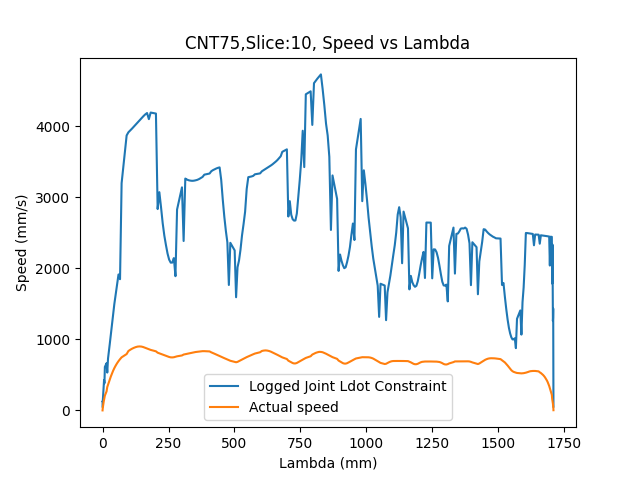 CNT75,Slice:10, Speed vs Lambda
Speed (mm/s)
4000
3000
2000
1000
0
Logged Joint Ldot Constraint
Actual speed
0 250 500 750 1000 1250 1500 1750
Lambda (mm)